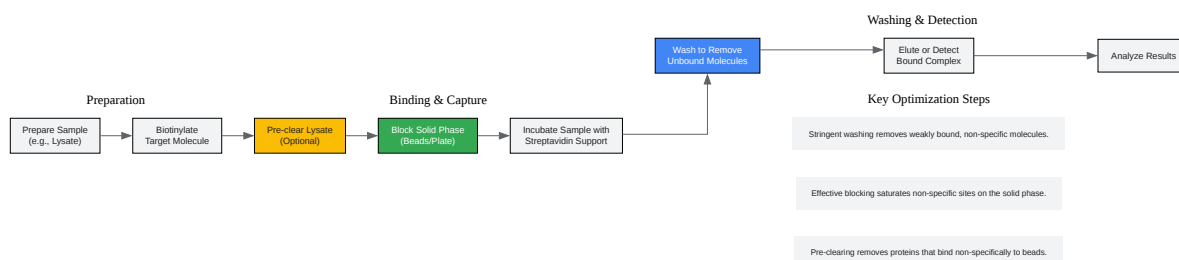 Washing & Detection
Wash to Remove
Unbound Molecules
Elute or Detect
Bound Complex
Analyze Results
Preparation
Binding & Capture
Key Optimization Steps
Prepare Sample
(e.g., Lysate)
Biotinylate
Target Molecule
Pre-clear Lysate
(Optional)
Block Solid Phase
(Beads/Plate)
Incubate Sample with
Streptavidin Support
Stringent washing removes weakly bound, non-specific molecules.
Effective blocking saturates non-specific sites on the solid phase.
Pre-clearing removes proteins that bind non-specifically to beads.